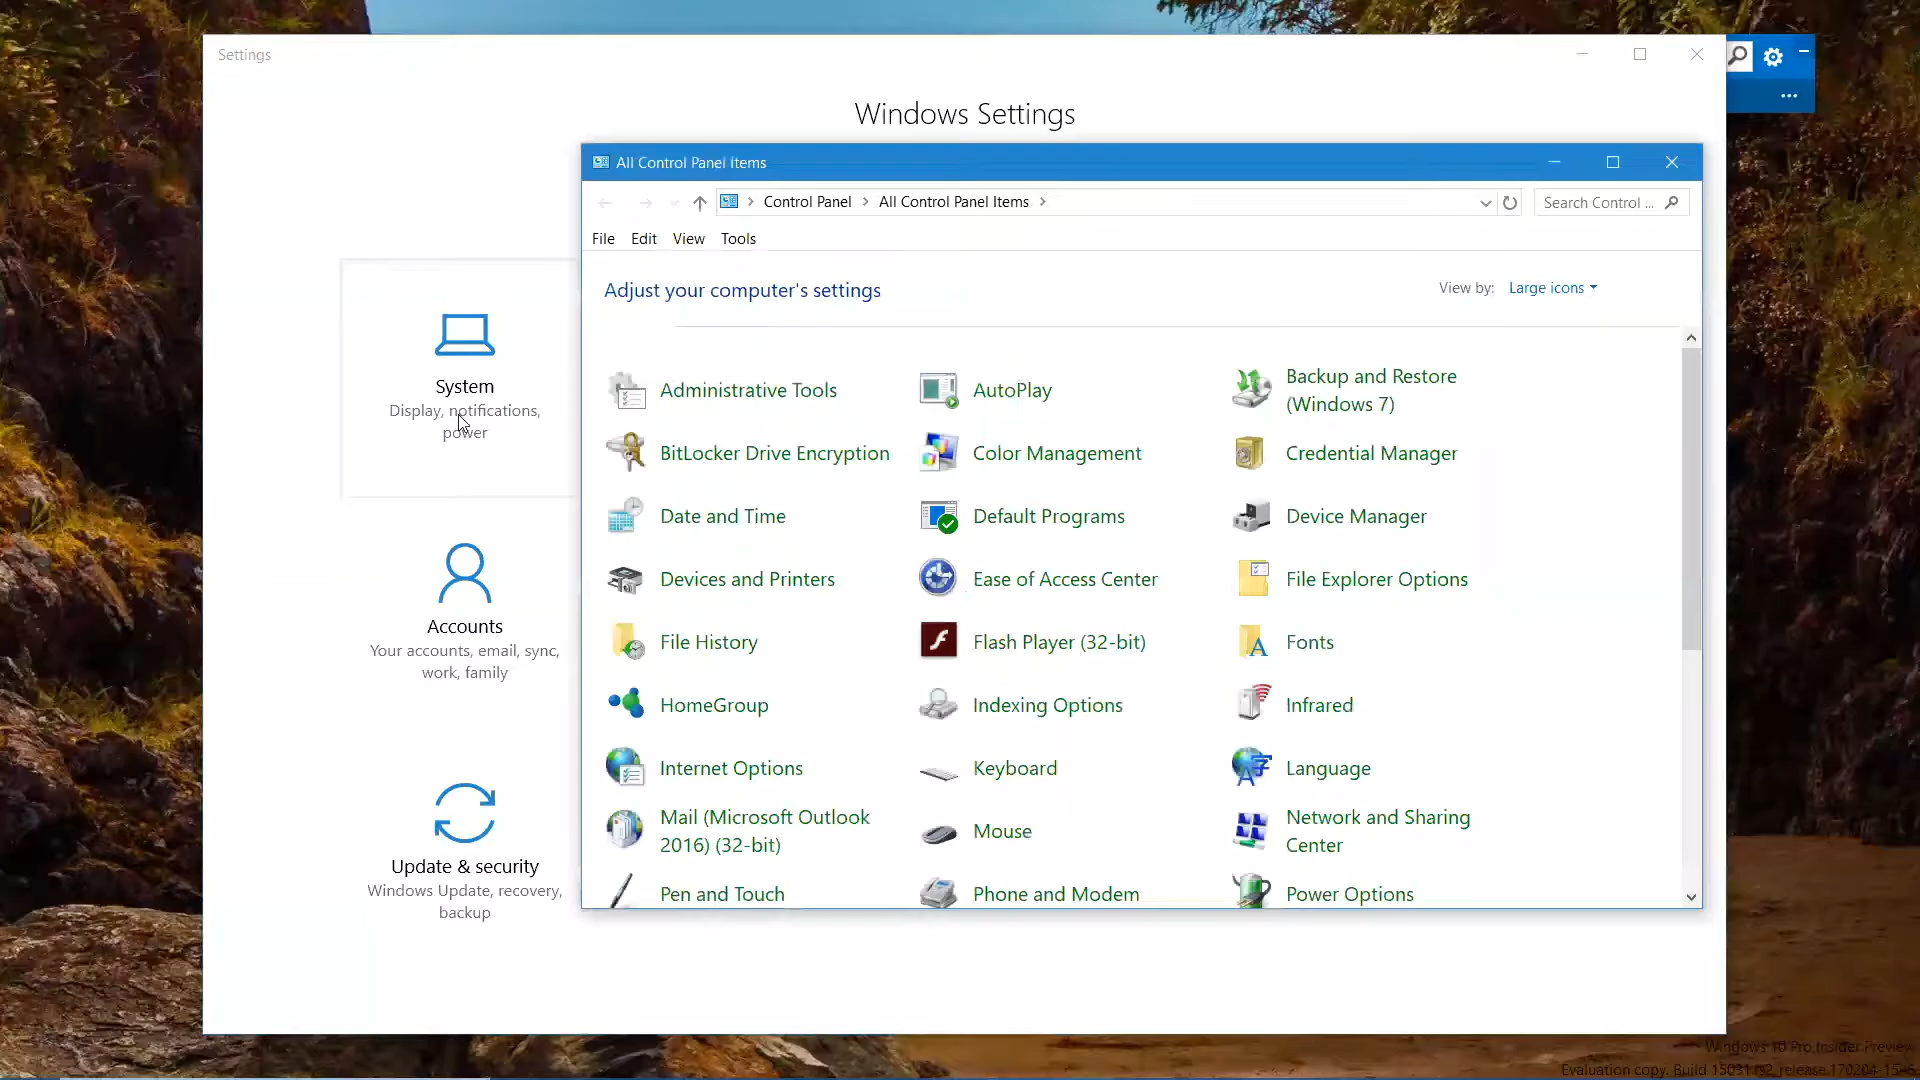 Settings
Windows Settings
All Control Panel Items
Control Panel
All Control Panel Items
Search Control ...
File Edit View Tools
Adjust your computer's settings
View by: Large icons
System
Display, notifications,
power
Accounts
Your accounts, email, sync,
work, family
Update & security
Windows Update, recovery,
backup
Administrative Tools
AutoPlay
Backup and Restore
(Windows 7)
BitLocker Drive Encryption
Color Management
Credential Manager
Date and Time
Default Programs
Device Manager
Devices and Printers
Ease of Access Center
File Explorer Options
File History
Flash Player (32-bit)
Fonts
HomeGroup
Indexing Options
Infrared
Internet Options
Keyboard
Language
Mail (Microsoft Outlook
2016) (32-bit)
Mouse
Network and Sharing
Center
Pen and Touch
Phone and Modem
Power Options
Windows 10 Pro Insider Preview
Evaluation copy. Build 15031.rs2_release.170204-